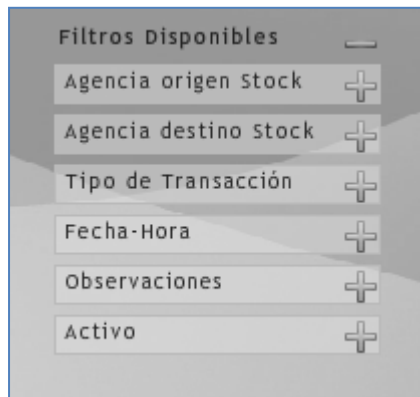 Filtros Disponibles
Agencia origen Stock
Agencia destino Stock
Tipo de Transacción
Fecha-Hora
Observaciones
Activo